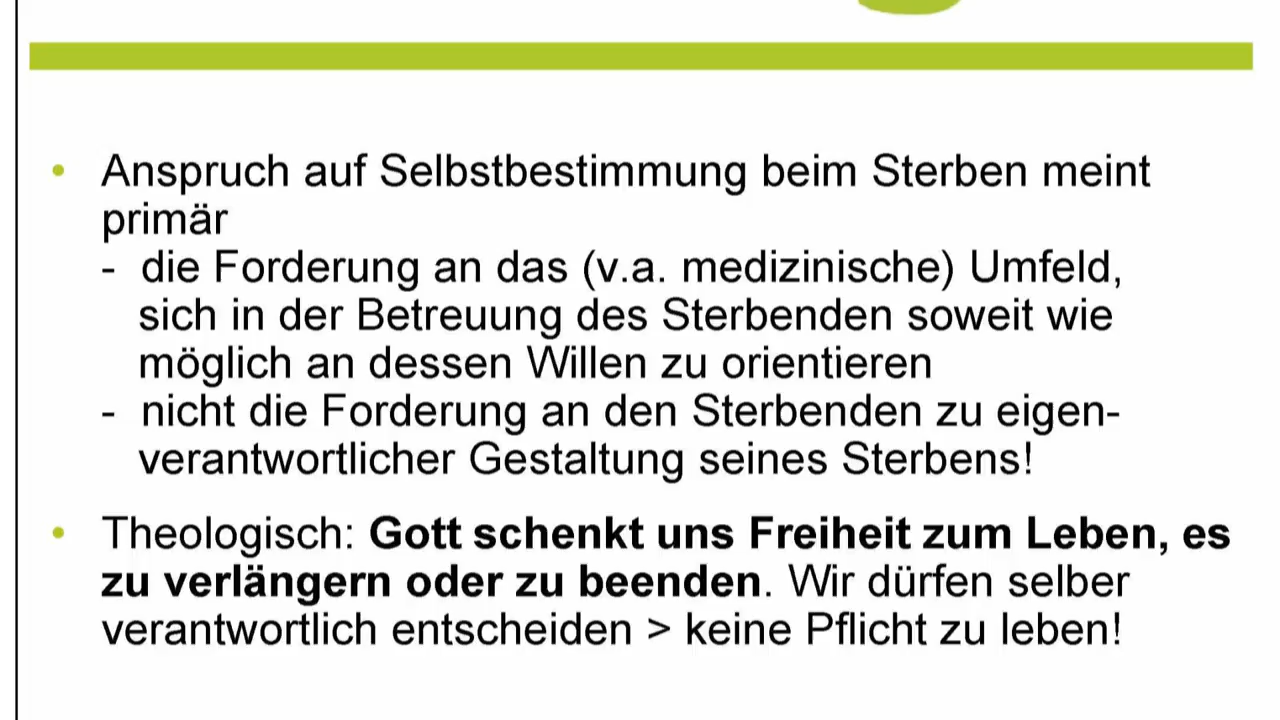 • Anspruch auf Selbstbestimmung beim Sterben meint
primär
- die Forderung an das (v.a. medizinische) Umfeld,
sich in der Betreuung des Sterbenden soweit wie
möglich an dessen Willen zu orientieren
- nicht die Forderung an den Sterbenden zu eigen-
verantwortlicher Gestaltung seines Sterbens!
• Theologisch: Gott schenkt uns Freiheit zum Leben, es
zu verlängern oder zu beenden. Wir dürfen selber
verantwortlich entscheiden > keine Pflicht zu leben!